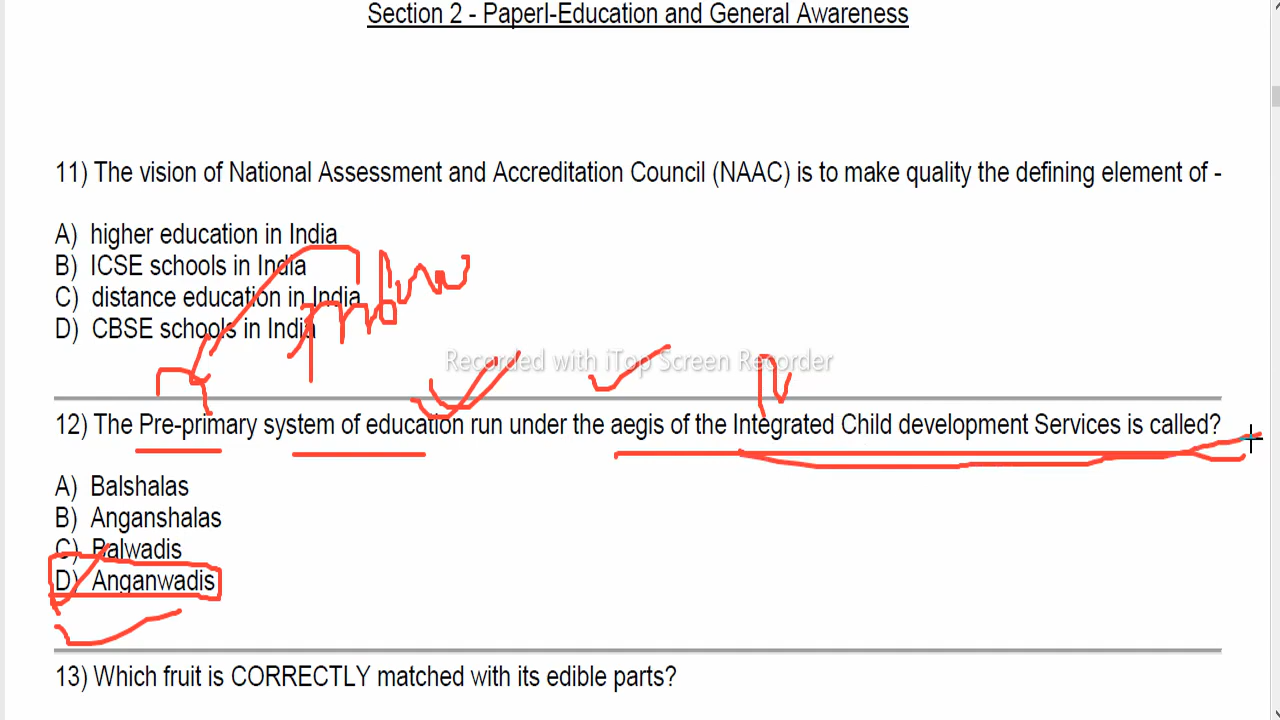 Section 2 - PaperI-Education and General Awareness
11) The vision of National Assessment and Accreditation Council (NAAC) is to make quality the defining element of -
A) higher education in India
B) ICSE schools in India
C) distance education in India
D) CBSE schools in India
Recorded with iTop Screen Recorder
12) The Pre-primary system of education run under the aegis of the Integrated Child development Services is called?
A) Balshalas
B) Anganshalas
C) Balwadis
D) Anganwadis
13) Which fruit is CORRECTLY matched with its edible parts?